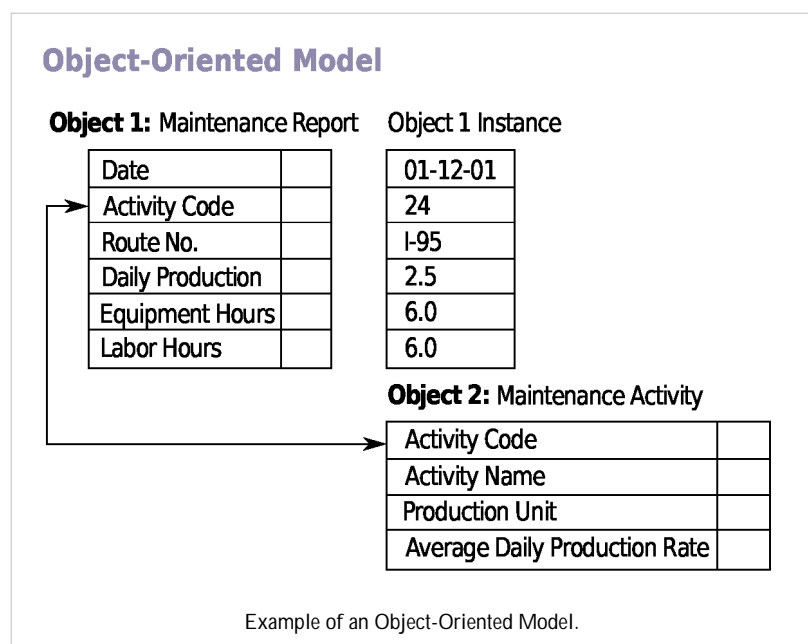 Object-Oriented Model
Object 1: Maintenance Report
Object 1 Instance
Date
01-12-01
Activity Code
24
Route No.
I-95
Daily Production
2.5
Equipment Hours
6.0
Labor Hours
6.0
Object 2: Maintenance Activity
Activity Code
Activity Name
Production Unit
Average Daily Production Rate
Example of an Object-Oriented Model.